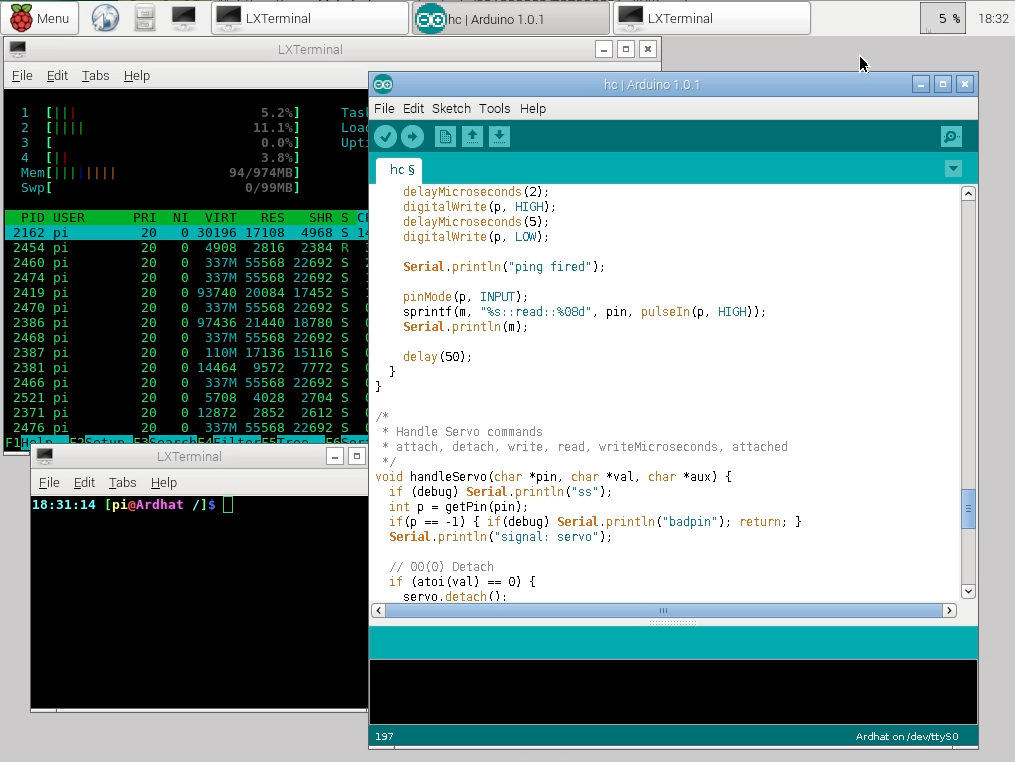 Menu LXTerminal hc | Arduino 1.0.1 LXTerminal 5 % 18:32
LXTerminal
File Edit Tabs Help
1 [||| 5.2%]
2 [|||| 11.1%]
3 [ 0.0%]
4 [|| 3.8%]
Mem[|||||||| 94/974MB]
Swp[ 0/99MB]
PID USER PRI NI VIRT RES SHR S
2162 pi 20 0 30196 17108 4968 S
2454 pi 20 0 4908 2816 2384 R
2460 pi 20 0 337M 55568 22692 S
2474 pi 20 0 337M 55568 22692 S
2419 pi 20 0 93740 20084 17452 S
2470 pi 20 0 337M 55568 22692 S
2386 pi 20 0 97436 21440 18780 S
2468 pi 20 0 337M 55568 22692 S
2387 pi 20 0 110M 17136 15116 S
2381 pi 20 0 14464 9572 7772 S
2466 pi 20 0 337M 55568 22692 S
2521 pi 20 0 5708 4028 2704 S
2371 pi 20 0 12872 2852 2612 S
2476 pi 20 0 337M 55568 22692 S
F1Help F2Setup F3Search F4Filter F5Tree F6
LXTerminal
File Edit Tabs Help
18:31:14 [pi@Ardhat /]$
hc | Arduino 1.0.1
File Edit Sketch Tools Help
hc §
delayMicroseconds(2);
digitalWrite(p, HIGH);
delayMicroseconds(5);
digitalWrite(p, LOW);
Serial.println("ping fired");
pinMode(p, INPUT);
sprintf(m, "%s::read::%08d", pin, pulseIn(p, HIGH));
Serial.println(m);
delay(50);
}
}
/*
* Handle Servo commands
* attach, detach, write, read, writeMicroseconds, attached
*/
void handleServo(char *pin, char *val, char *aux) {
if (debug) Serial.println("ss");
int p = getPin(pin);
if(p == -1) { if(debug) Serial.println("badpin"); return; }
Serial.println("signal: servo");
// 00(0) Detach
if (atoi(val) == 0) {
servo.detach();
197 Ardhat on /dev/ttyS0